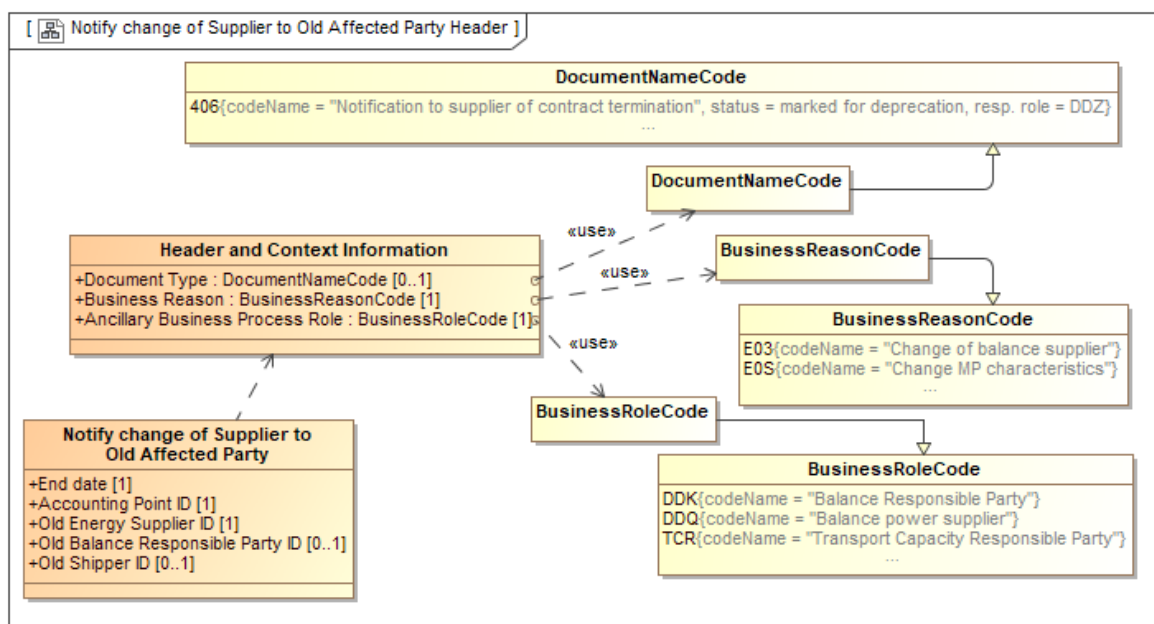 [ Notify change of Supplier to Old Affected Party Header ]
DocumentNameCode
406{codeName = "Notification to supplier of contract termination", status = marked for deprecation, resp. role = DDZ}
...
DocumentNameCode
«use»
Header and Context Information
+Document Type : DocumentNameCode [0..1]
+Business Reason : BusinessReasonCode [1]
+Ancillary Business Process Role : BusinessRoleCode [1]
«use»
BusinessReasonCode
BusinessReasonCode
E03{codeName = "Change of balance supplier"}
E0S{codeName = "Change MP characteristics"}
...
«use»
BusinessRoleCode
Notify change of Supplier to
Old Affected Party
+End date [1]
+Accounting Point ID [1]
+Old Energy Supplier ID [1]
+Old Balance Responsible Party ID [0..1]
+Old Shipper ID [0..1]
BusinessRoleCode
DDK{codeName = "Balance Responsible Party"}
DDQ{codeName = "Balance power supplier"}
TCR{codeName = "Transport Capacity Responsible Party"}
...